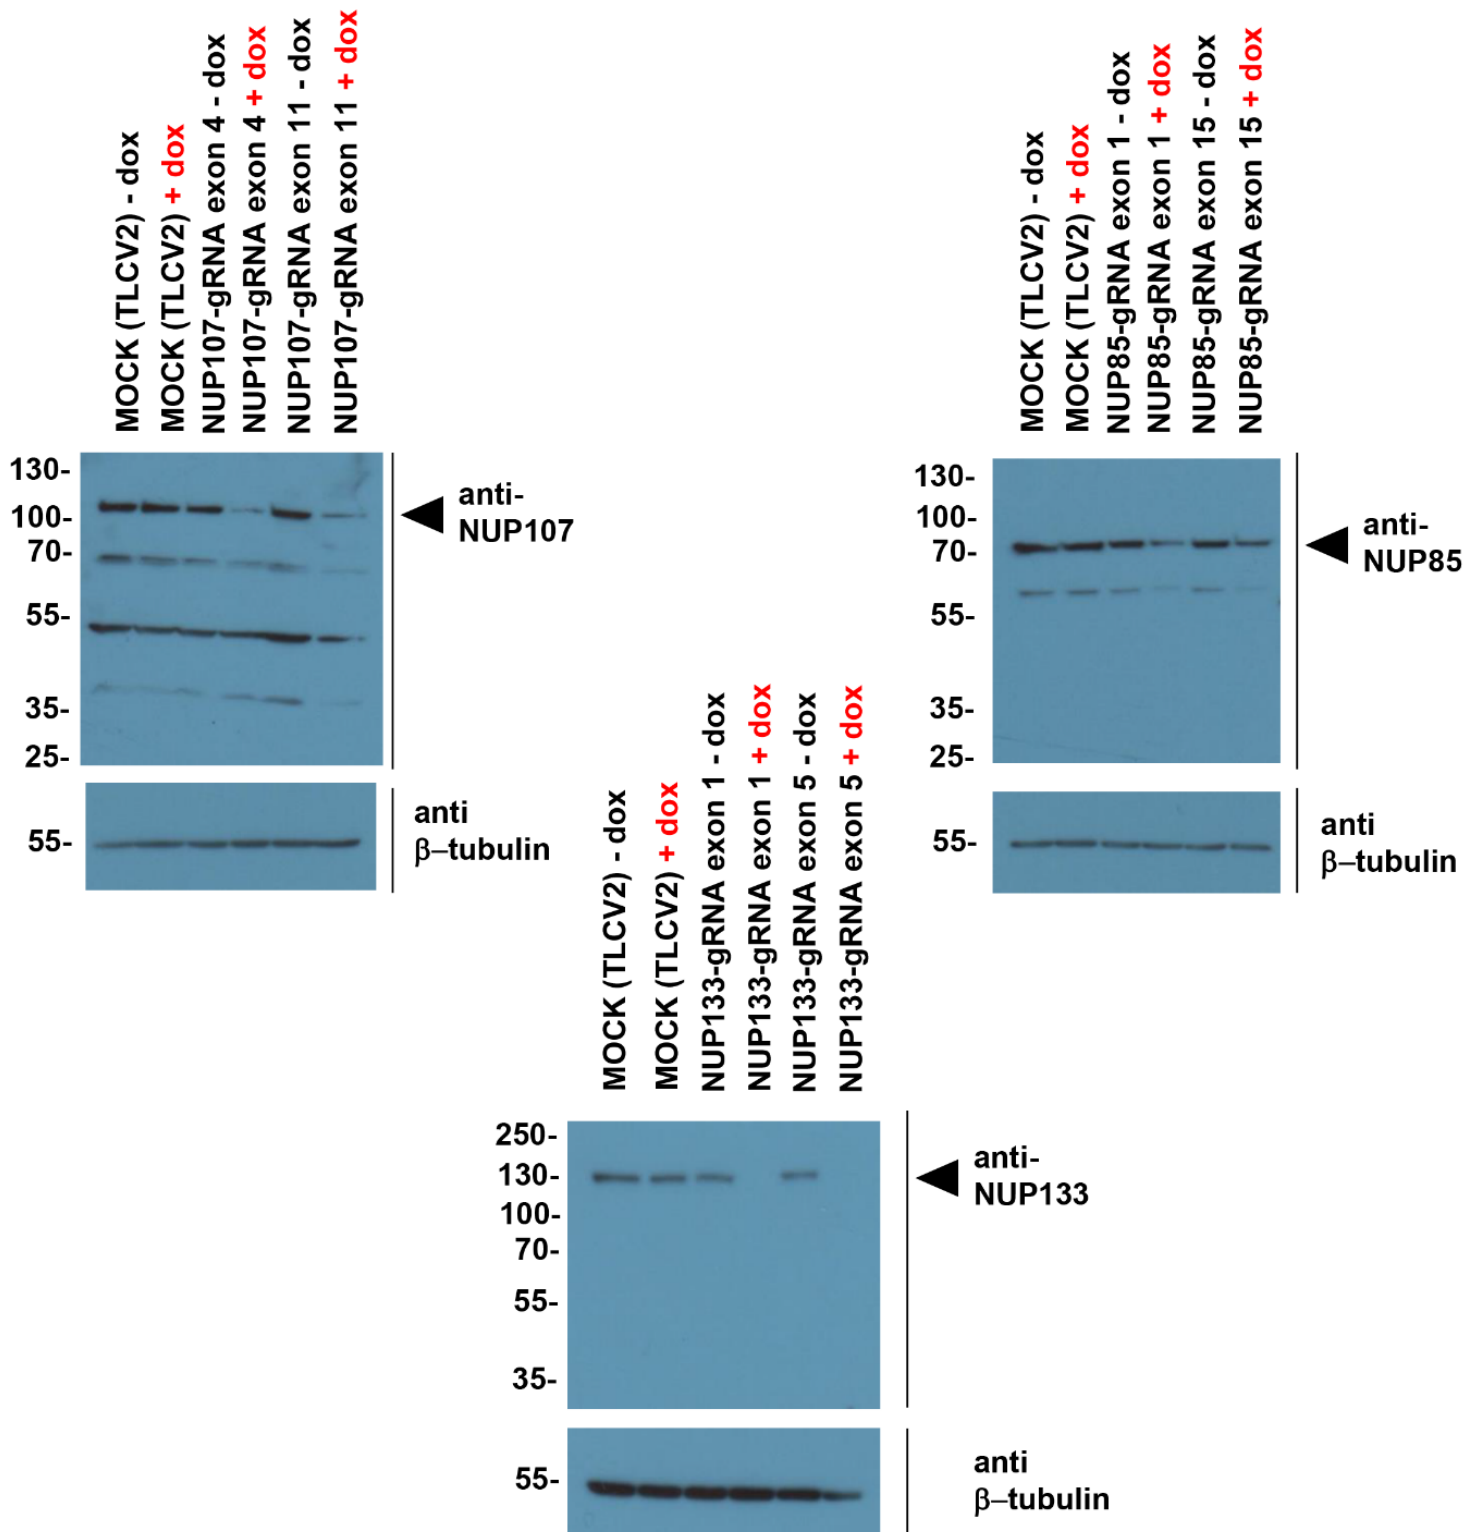 MOCK (TLCV2) - dox
MOCK (TLCV2) + dox
NUP107-gRNA exon 4 - dox
NUP107-gRNA exon 4 + dox
NUP107-gRNA exon 11 - dox
NUP107-gRNA exon 11 + dox
130-
100-
70-
55-
35-
25-
anti-
NUP107
55-
anti
β–tubulin
MOCK (TLCV2) - dox
MOCK (TLCV2) + dox
NUP85-gRNA exon 1 - dox
NUP85-gRNA exon 1 + dox
NUP85-gRNA exon 15 - dox
NUP85-gRNA exon 15 + dox
130-
100-
70-
55-
35-
25-
anti-
NUP85
55-
anti
β–tubulin
MOCK (TLCV2) - dox
MOCK (TLCV2) + dox
NUP133-gRNA exon 1 - dox
NUP133-gRNA exon 1 + dox
NUP133-gRNA exon 5 - dox
NUP133-gRNA exon 5 + dox
250-
130-
100-
70-
55-
35-
anti-
NUP133
55-
anti
β–tubulin